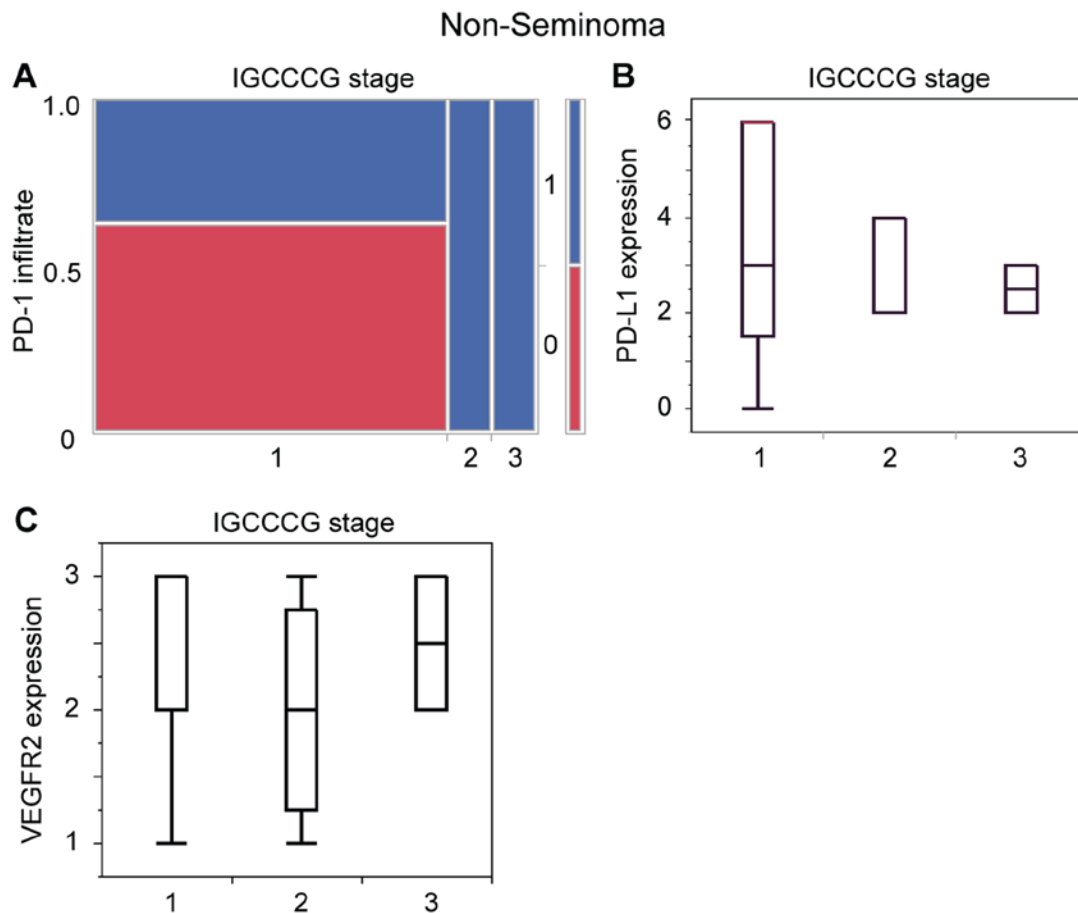 Non-Seminoma
A
IGCCCG stage
PD-1 infiltrate
1.0
0.5
0
1
0
1 2 3
B
IGCCCG stage
PD-L1 expression
6
4
2
0
1 2 3
C
IGCCCG stage
VEGFR2 expression
3
2
1
1 2 3